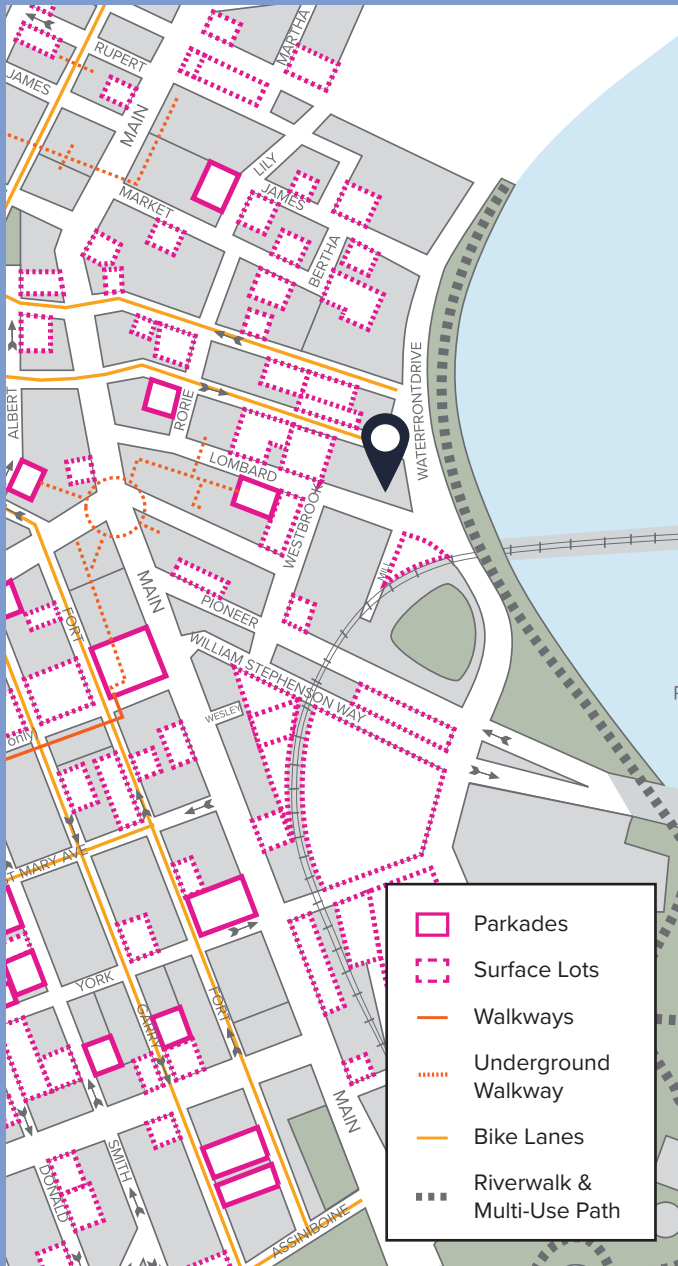 RUPERT
MARTHA
JAMES
MAIN
LILY
JAMES
MARKET
BERTHA
WATERFRONT DRIVE
ALBERT
RORIE
LOMBARD
WESTBROOK
MILL
MAIN
PIONEER
FORT
WILLIAM STEPHENSON WAY
WESLEY
only
T MARY AVE
YORK
GARRY
FORT
MAIN
SMITH
DONALD
ASSINIBOINE
Parkades
Surface Lots
Walkways
Underground
Walkway
Bike Lanes
Riverwalk &
Multi-Use Path